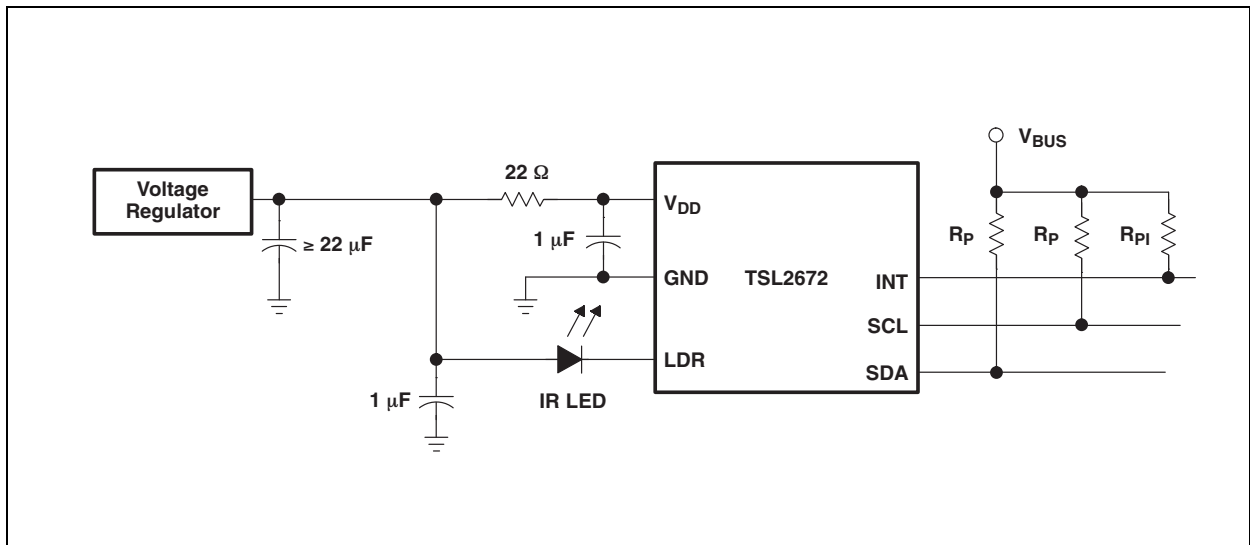 Voltage
Regulator
≥ 22 μF
22 Ω
1 μF
1 μF
IR LED
VDD
GND
LDR
TSL2672
INT
SCL
SDA
VBUS
RP
RP
RPI